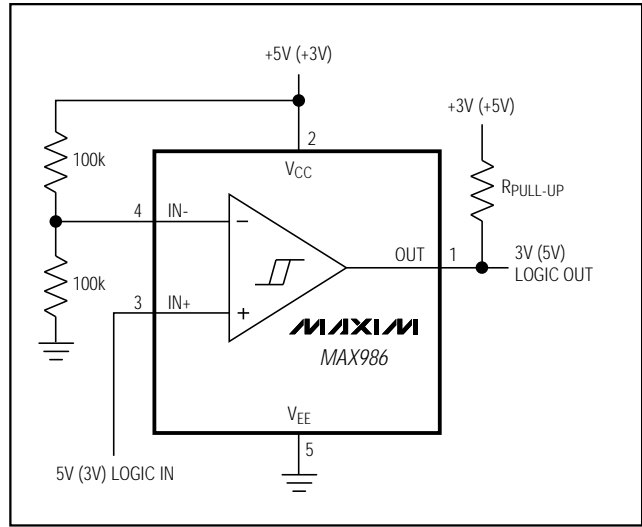 +5V (+3V)
+3V (+5V)
2
100k
VCC
RPULL-UP
4
IN-
−
OUT
1
3V (5V)
LOGIC OUT
100k
3
IN+
+
MAXIM
MAX986
VEE
5
5V (3V) LOGIC IN